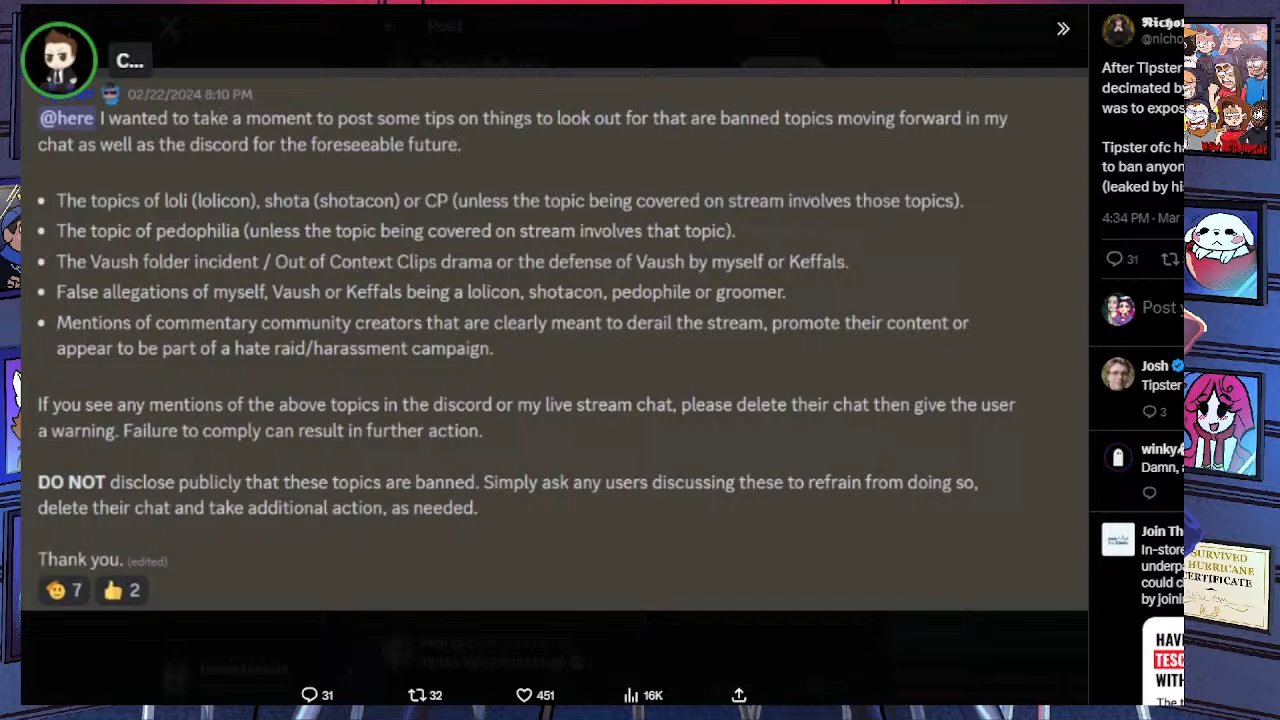 Post
C...
02/22/2024 8:10 PM
@here I wanted to take a moment to post some tips on things to look out for that are banned topics moving forward in my
chat as well as the discord for the foreseeable future.
• The topics of loli (lolicon), shota (shotacon) or CP (unless the topic being covered on stream involves those topics).
• The topic of pedophilia (unless the topic being covered on stream involves that topic).
• The Vaush folder incident / Out of Context Clips drama or the defense of Vaush by myself or Keffals.
• False allegations of myself, Vaush or Keffals being a lolicon, shotacon, pedophile or groomer.
• Mentions of commentary community creators that are clearly meant to derail the stream, promote their content or
appear to be part of a hate raid/harassment campaign.
If you see any mentions of the above topics in the discord or my live stream chat, please delete their chat then give the user
a warning. Failure to comply can result in further action.
DO NOT disclose publicly that these topics are banned. Simply ask any users discussing these to refrain from doing so,
delete their chat and take additional action, as needed.
Thank you. (edited)
7 2
31 32 451 16K
Nicho
@nicho
After Tipster
decimated by
was to expos
Tipster ofc h
to ban anyon
(leaked by hi
4:34 PM · Mar
31
Post y
Josh
Tipster
3
winky
Damn, a
Join Th
In-store
underp
could c
by joini
HAV
TESC
WITH
The t
SURVIVED
HURRICANE
CERTIFICATE